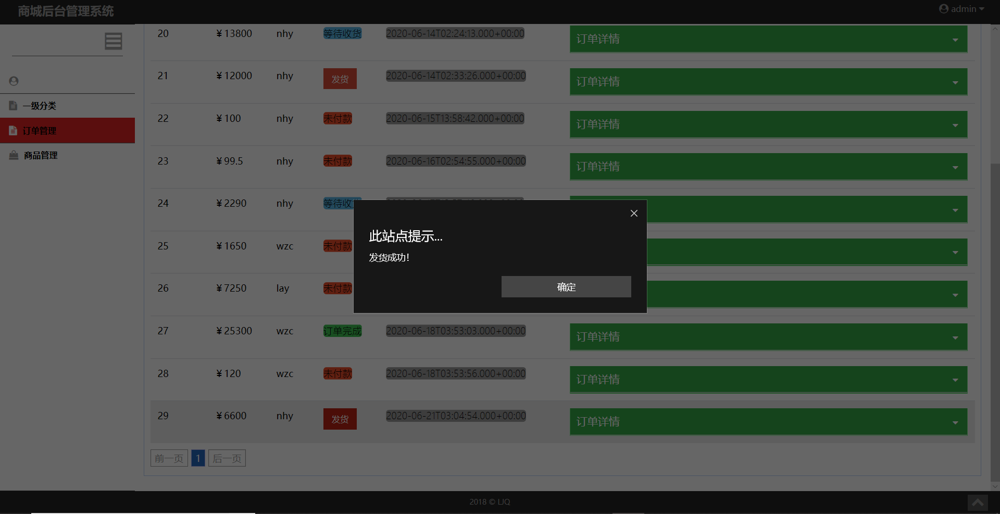 商城后台管理系统
admin
一级分类
订单管理
商品管理
20 ¥ 13800 nhy 等待收货 2020-06-14T02:24:13.000+00:00 订单详情
21 ¥ 12000 nhy 发货 2020-06-14T02:33:26.000+00:00 订单详情
22 ¥ 100 nhy 未付款 2020-06-15T13:58:42.000+00:00 订单详情
23 ¥ 99.5 nhy 未付款 2020-06-16T02:54:55.000+00:00 订单详情
24 ¥ 2290 nhy 等待收
25 ¥ 1650 wzc 未付款
26 ¥ 7250 lay 未付款
27 ¥ 25300 wzc 订单完成 2020-06-18T03:53:03.000+00:00 订单详情
28 ¥ 120 wzc 未付款 2020-06-18T03:53:56.000+00:00 订单详情
29 ¥ 6600 nhy 发货 2020-06-21T03:04:54.000+00:00 订单详情
前一页 1 后一页
此站点提示...
发货成功！
确定
2018 © LJQ